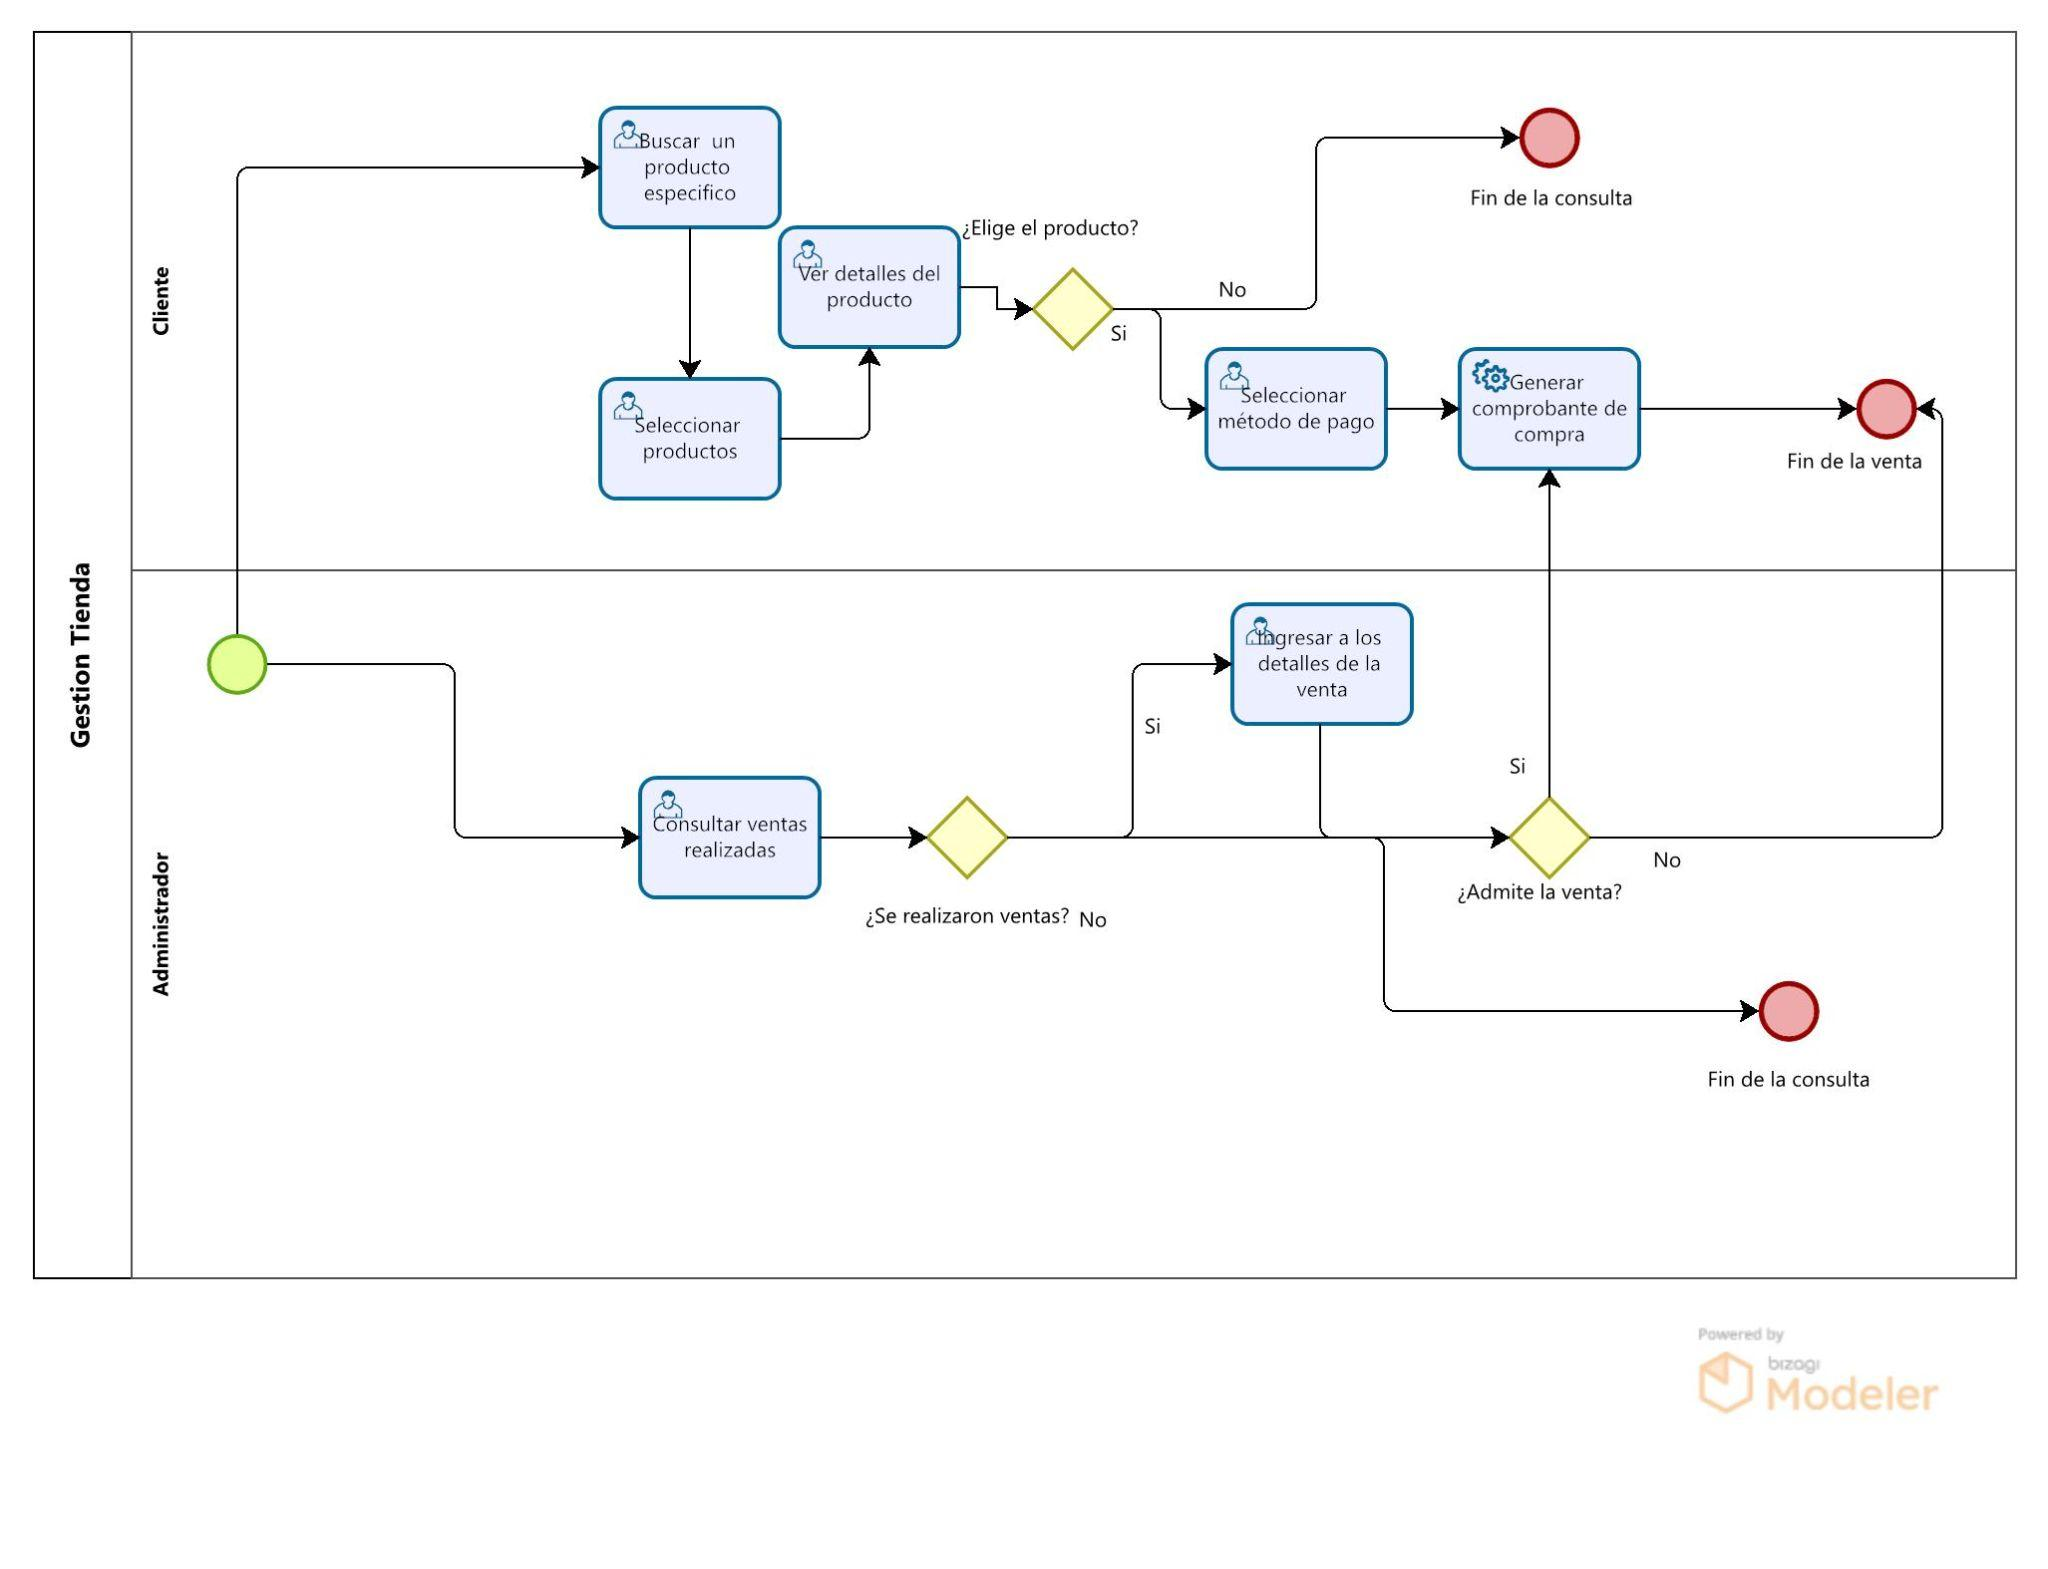 Gestion Tienda
Cliente
Buscar un
producto
especifico
Seleccionar
productos
Ver detalles del
producto
¿Elige el producto?
No
Si
Fin de la consulta
Seleccionar
método de pago
Generar
comprobante de
compra
Fin de la venta
Administrador
Consultar ventas
realizadas
¿Se realizaron ventas?
No
Si
Ingresar a los
detalles de la
venta
Si
¿Admite la venta?
No
Fin de la consulta
Powered by
bizagi
Modeler